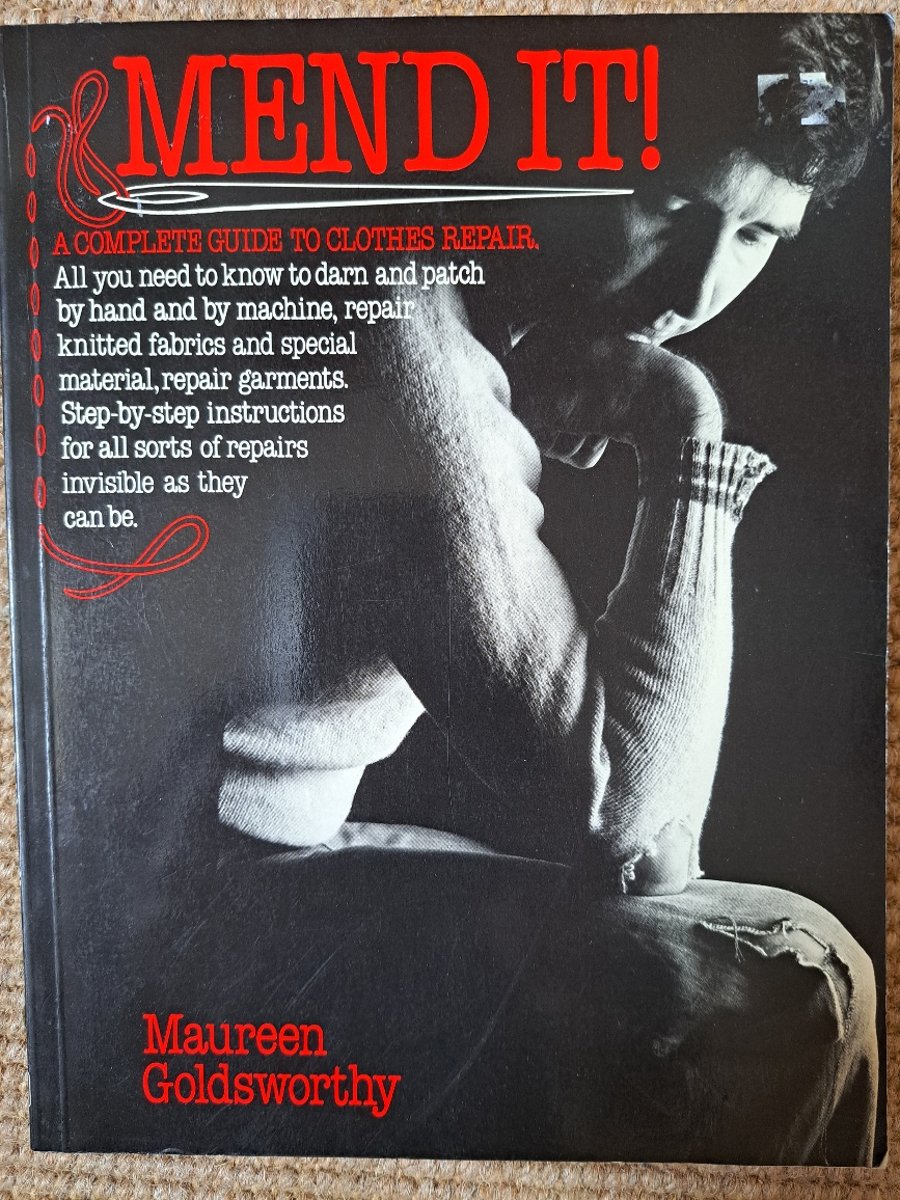 MEND IT!
A COMPLETE GUIDE TO CLOTHES REPAIR.
All you need to know to darn and patch
by hand and by machine, repair
knitted fabrics and special
material, repair garments.
Step-by-step instructions
for all sorts of repairs
invisible as they
can be.
Maureen
Goldsworthy